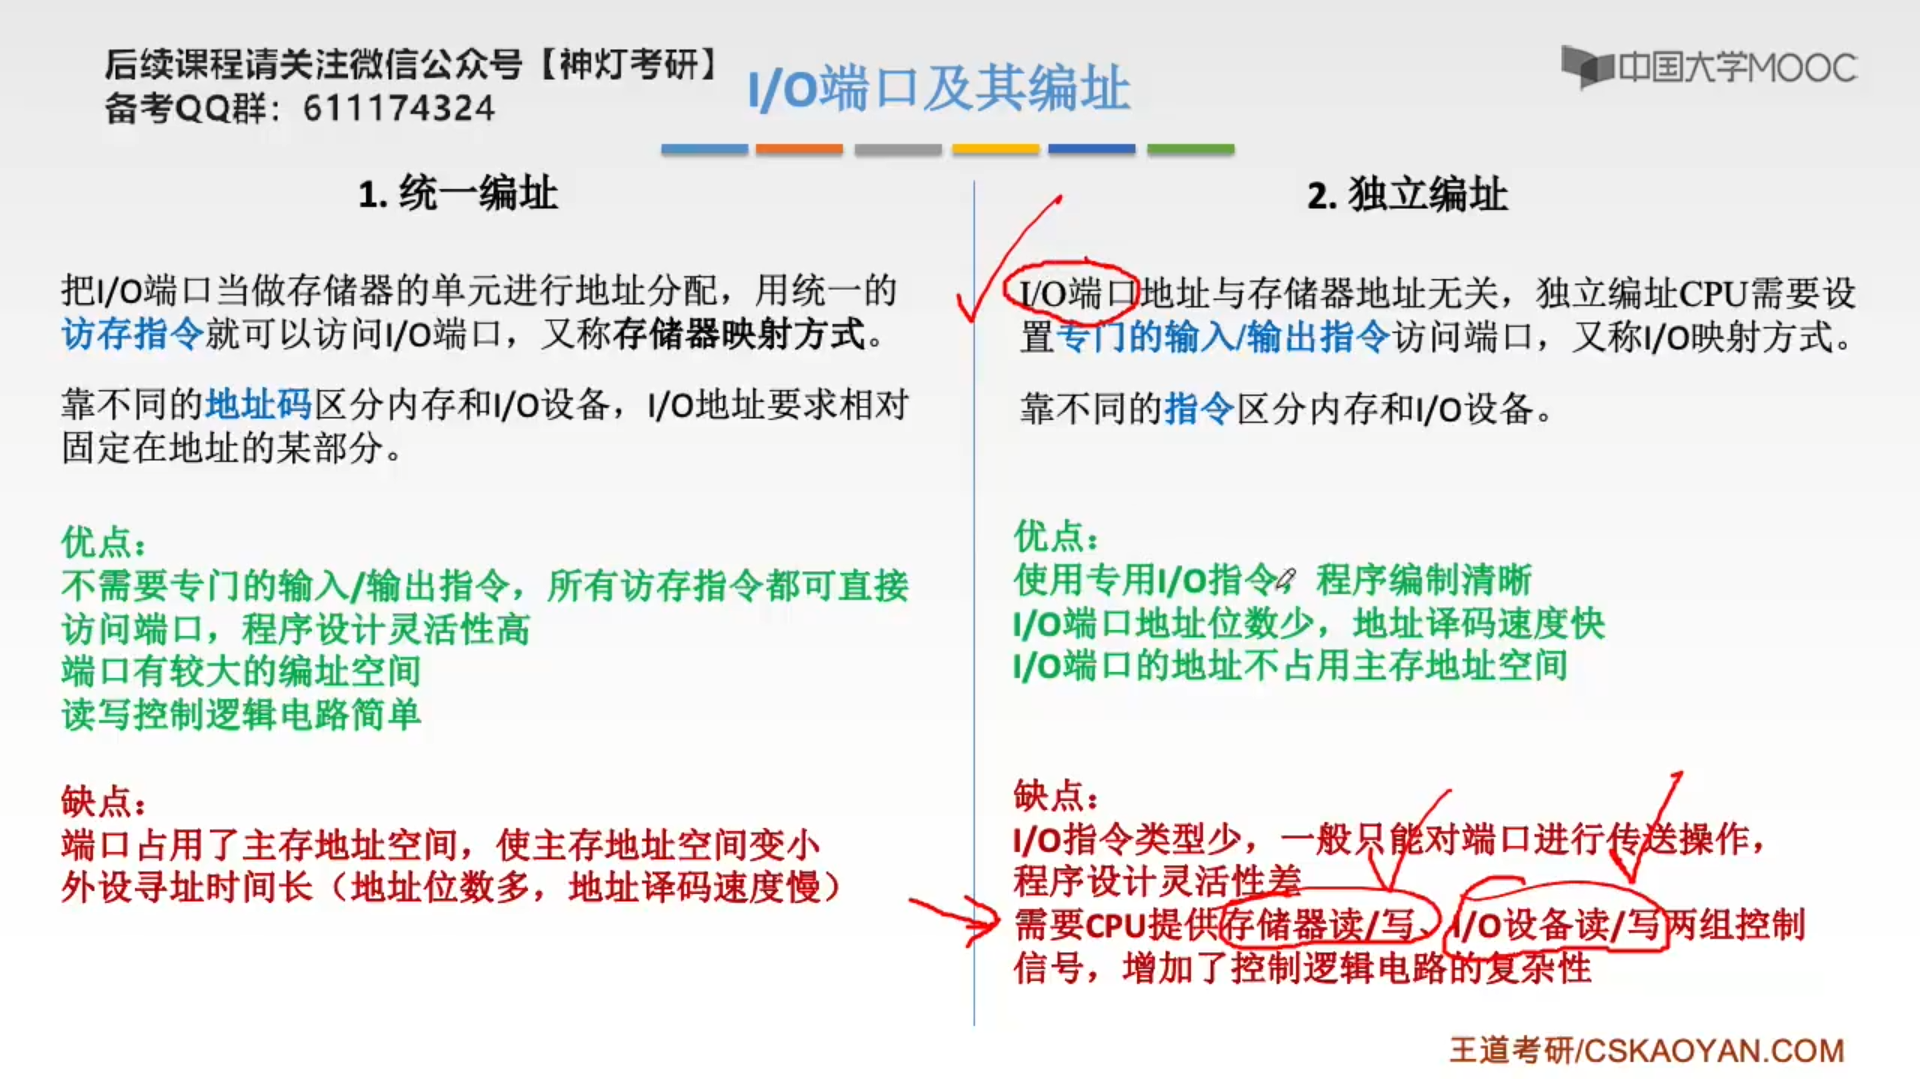 后续课程请关注微信公众号【神灯考研】
备考QQ群：611174324
I/O端口及其编址
中国大学MOOC
1. 统一编址
把I/O端口当做存储器的单元进行地址分配，用统一的
访存指令就可以访问I/O端口，又称存储器映射方式。
靠不同的地址码区分内存和I/O设备，I/O地址要求相对
固定在地址的某部分。
优点：
不需要专门的输入/输出指令，所有访存指令都可直接
访问端口，程序设计灵活性高
端口有较大的编址空间
读写控制逻辑电路简单
缺点：
端口占用了主存地址空间，使主存地址空间变小
外设寻址时间长（地址位数多，地址译码速度慢）
2. 独立编址
I/O端口地址与存储器地址无关，独立编址CPU需要设
置专门的输入/输出指令访问端口，又称I/O映射方式。
靠不同的指令区分内存和I/O设备。
优点：
使用专用I/O指令，程序编制清晰
I/O端口地址位数少，地址译码速度快
I/O端口的地址不占用主存地址空间
缺点：
I/O指令类型少，一般只能对端口进行传送操作，
程序设计灵活性差
需要CPU提供存储器读/写、I/O设备读/写两组控制
信号，增加了控制逻辑电路的复杂性
王道考研/CSKAOYAN.COM